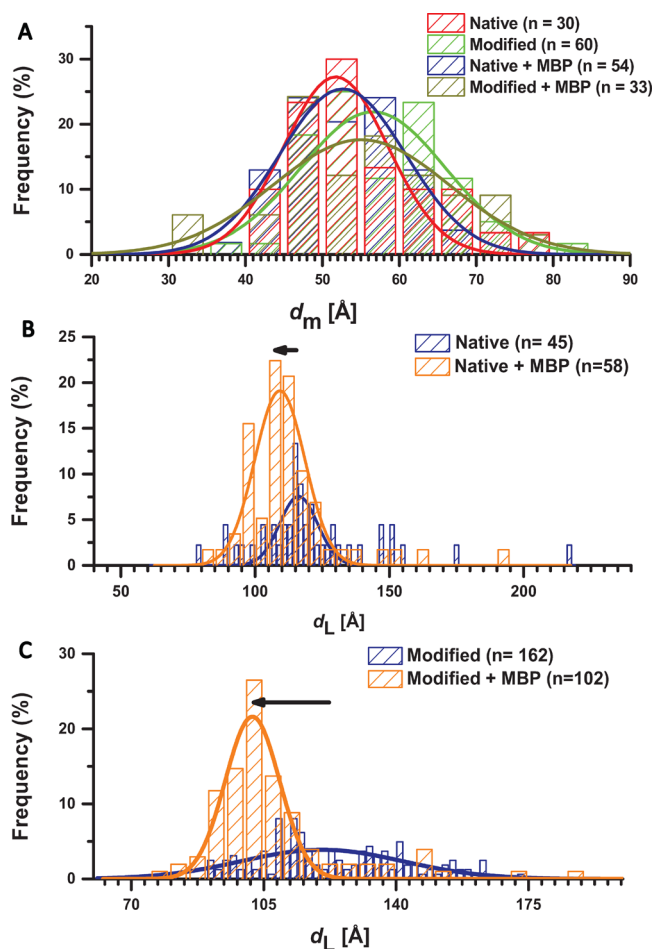 A
Native (n = 30)
Modified (n = 60)
Native + MBP (n = 54)
Modified + MBP (n = 33)
Frequency (%)
30
20
10
0
20 30 40 50 60 70 80 90
dm [Å]
B
Native (n= 45)
Native + MBP (n=58)
Frequency (%)
25
20
15
10
5
0
50 100 150 200
dL [Å]
C
Modified (n= 162)
Modified + MBP (n=102)
Frequency (%)
30
20
10
0
70 105 140 175
dL [Å]